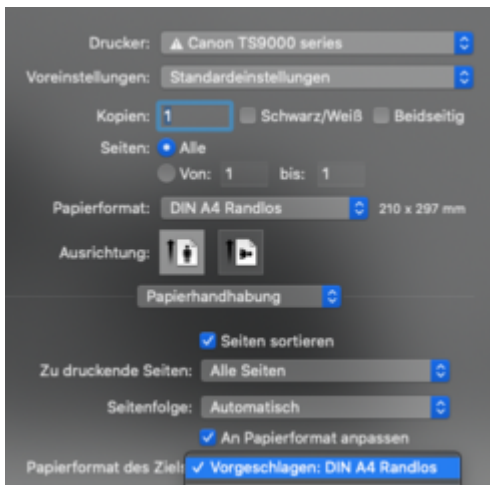 Drucker: Canon TS9000 series
Voreinstellungen: Standardeinstellungen
Kopien: 1 Schwarz/Weiß Beidseitig
Seiten: Alle
Von: 1 bis: 1
Papierformat: DIN A4 Randlos 210 x 297 mm
Ausrichtung:
Papierhandhabung
Seiten sortieren
Zu druckende Seiten: Alle Seiten
Seitenfolge: Automatisch
An Papierformat anpassen
Papierformat des Ziels ✓ Vorgeschlagen: DIN A4 Randlos